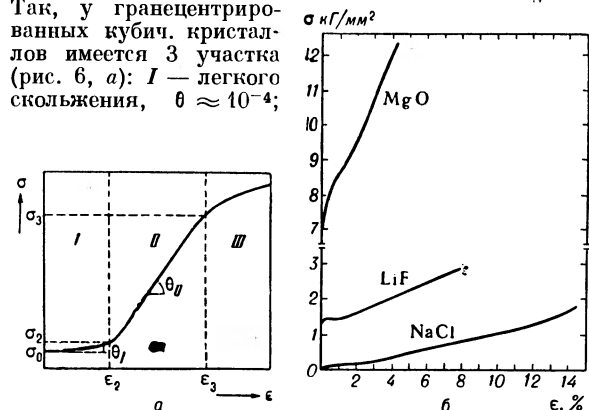 Так, у гранецентриро-
ванных кубич. кристал-
лов имеется 3 участка
(рис. 6, а): I — легкого
скольжения, θ ≈ 10⁻⁴;
σ
σ₃
σ₂
σ₀
I II III
θ_II
θ_I
ε₂ ε₃ ε
а
σ кГ/мм²
12
11
10
9
8
7
3
2
1
0
MgO
LiF
NaCl
2 4 6 8 10 12 14
б ε, %